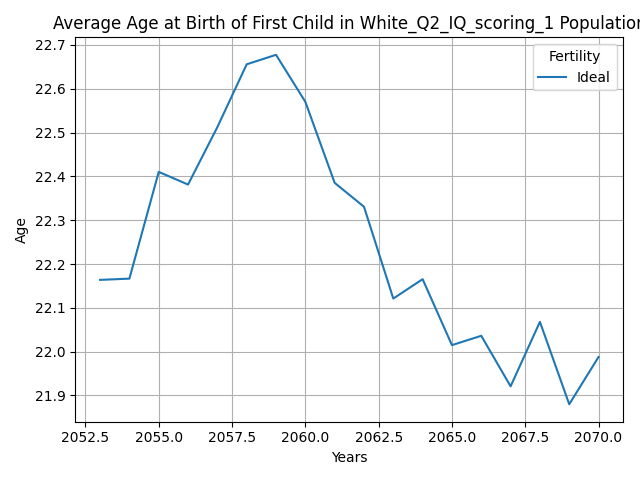 Average Age at Birth of First Child in White_Q2_IQ_scoring_1 Population
22.7
22.6
22.5
22.4
22.3
22.2
22.1
22.0
21.9
Age
Fertility
Ideal
2052.5 2055.0 2057.5 2060.0 2062.5 2065.0 2067.5 2070.0
Years